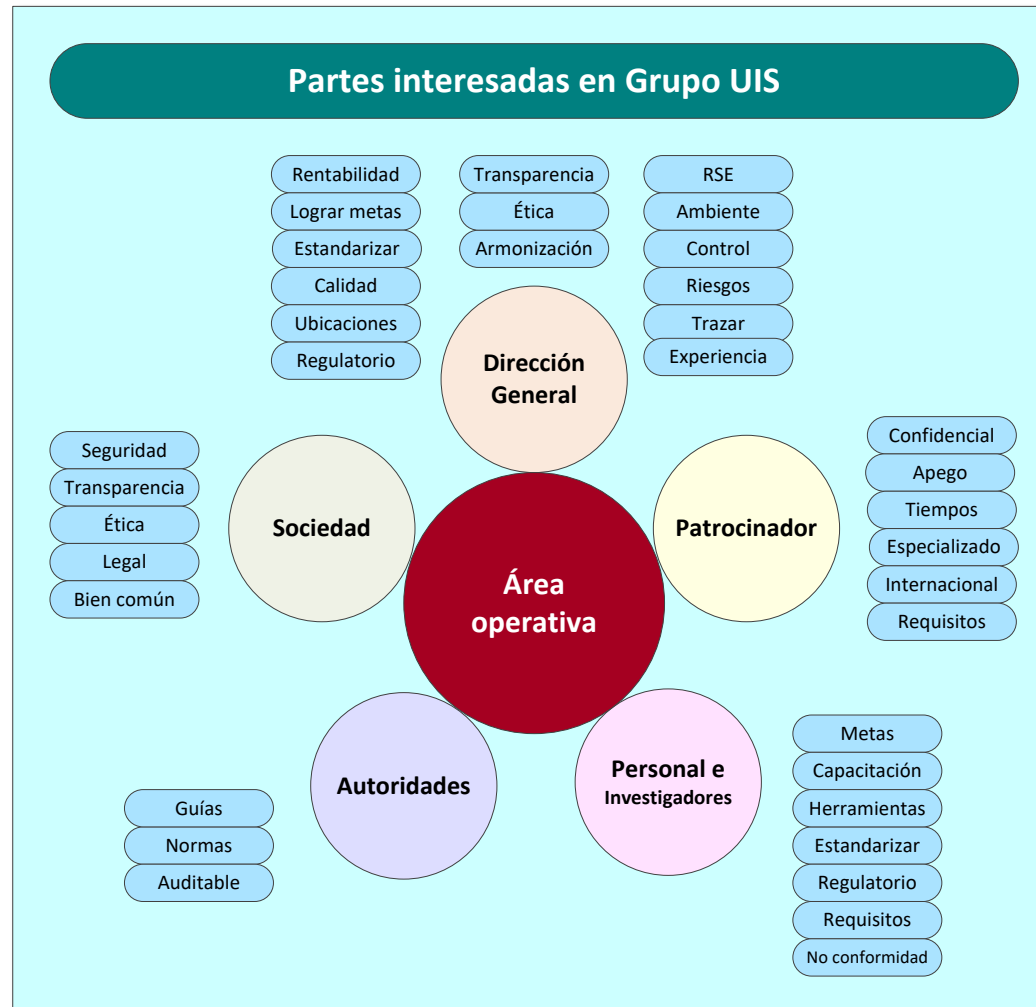 Partes interesadas en Grupo UIS
Rentabilidad
Lograr metas
Estandarizar
Calidad
Ubicaciones
Regulatorio
Transparencia
Ética
Armonización
RSE
Ambiente
Control
Riesgos
Trazar
Experiencia
Dirección
General
Seguridad
Transparencia
Ética
Legal
Bien común
Sociedad
Patrocinador
Confidencial
Apego
Tiempos
Especializado
Internacional
Requisitos
Área
operativa
Guías
Normas
Auditable
Autoridades
Personal e
Investigadores
Metas
Capacitación
Herramientas
Estandarizar
Regulatorio
Requisitos
No conformidad